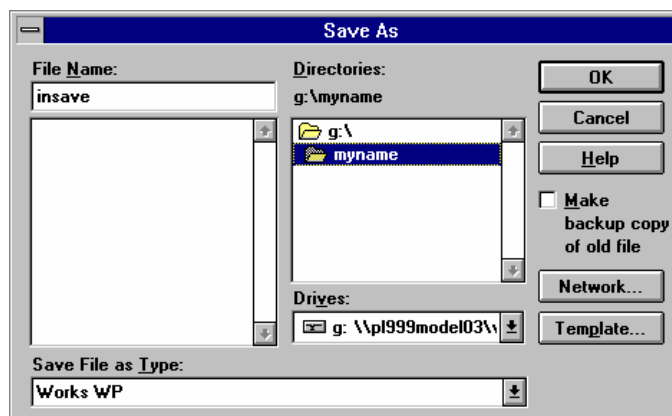 Save As
File Name:
insave
Directories:
g:\myname
g:\
myname
Drives:
g: \\pl999model03\
Save File as Type:
Works WP
OK
Cancel
Help
Make
backup copy
of old file
Network...
Template...